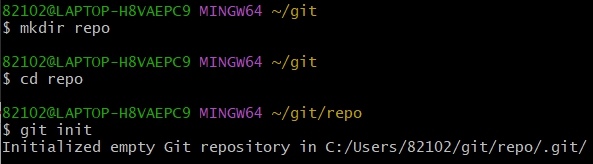 82102@LAPTOP-H8VAEPC9 MINGW64 ~/git
$ mkdir repo
82102@LAPTOP-H8VAEPC9 MINGW64 ~/git
$ cd repo
82102@LAPTOP-H8VAEPC9 MINGW64 ~/git/repo
$ git init
Initialized empty Git repository in C:/Users/82102/git/repo/.git/